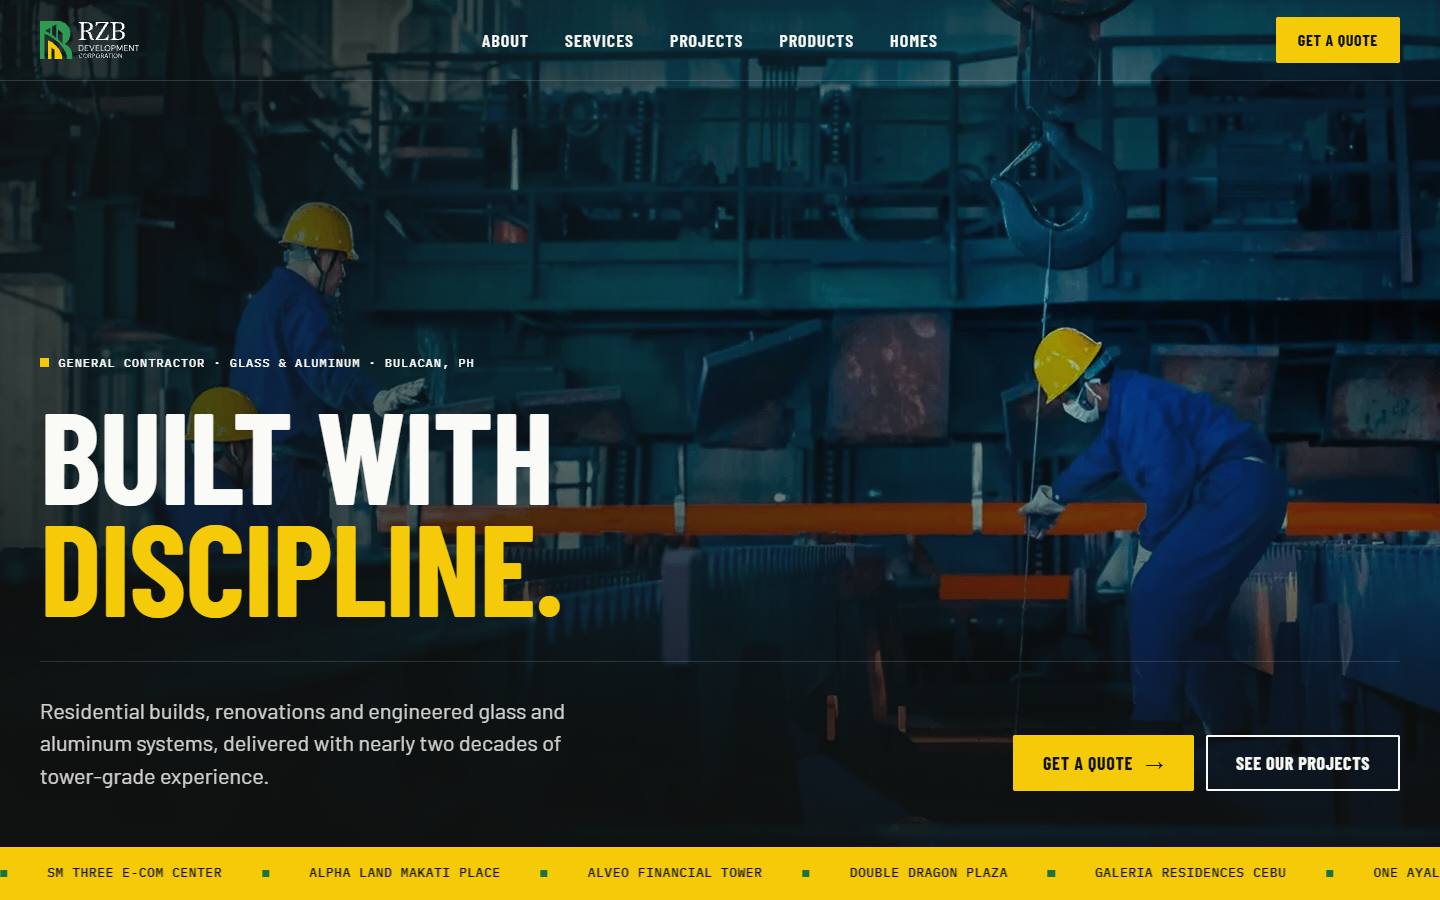 RZB
DEVELOPMENT
CORPORATION
ABOUT
SERVICES
PROJECTS
PRODUCTS
HOMES
GET A QUOTE
GENERAL CONTRACTOR · GLASS & ALUMINUM · BULACAN, PH
BUILT WITH
DISCIPLINE.
Residential builds, renovations and engineered glass and
aluminum systems, delivered with nearly two decades of
tower-grade experience.
GET A QUOTE →
SEE OUR PROJECTS
SM THREE E-COM CENTER
ALPHA LAND MAKATI PLACE
ALVEO FINANCIAL TOWER
DOUBLE DRAGON PLAZA
GALERIA RESIDENCES CEBU
ONE AYAL